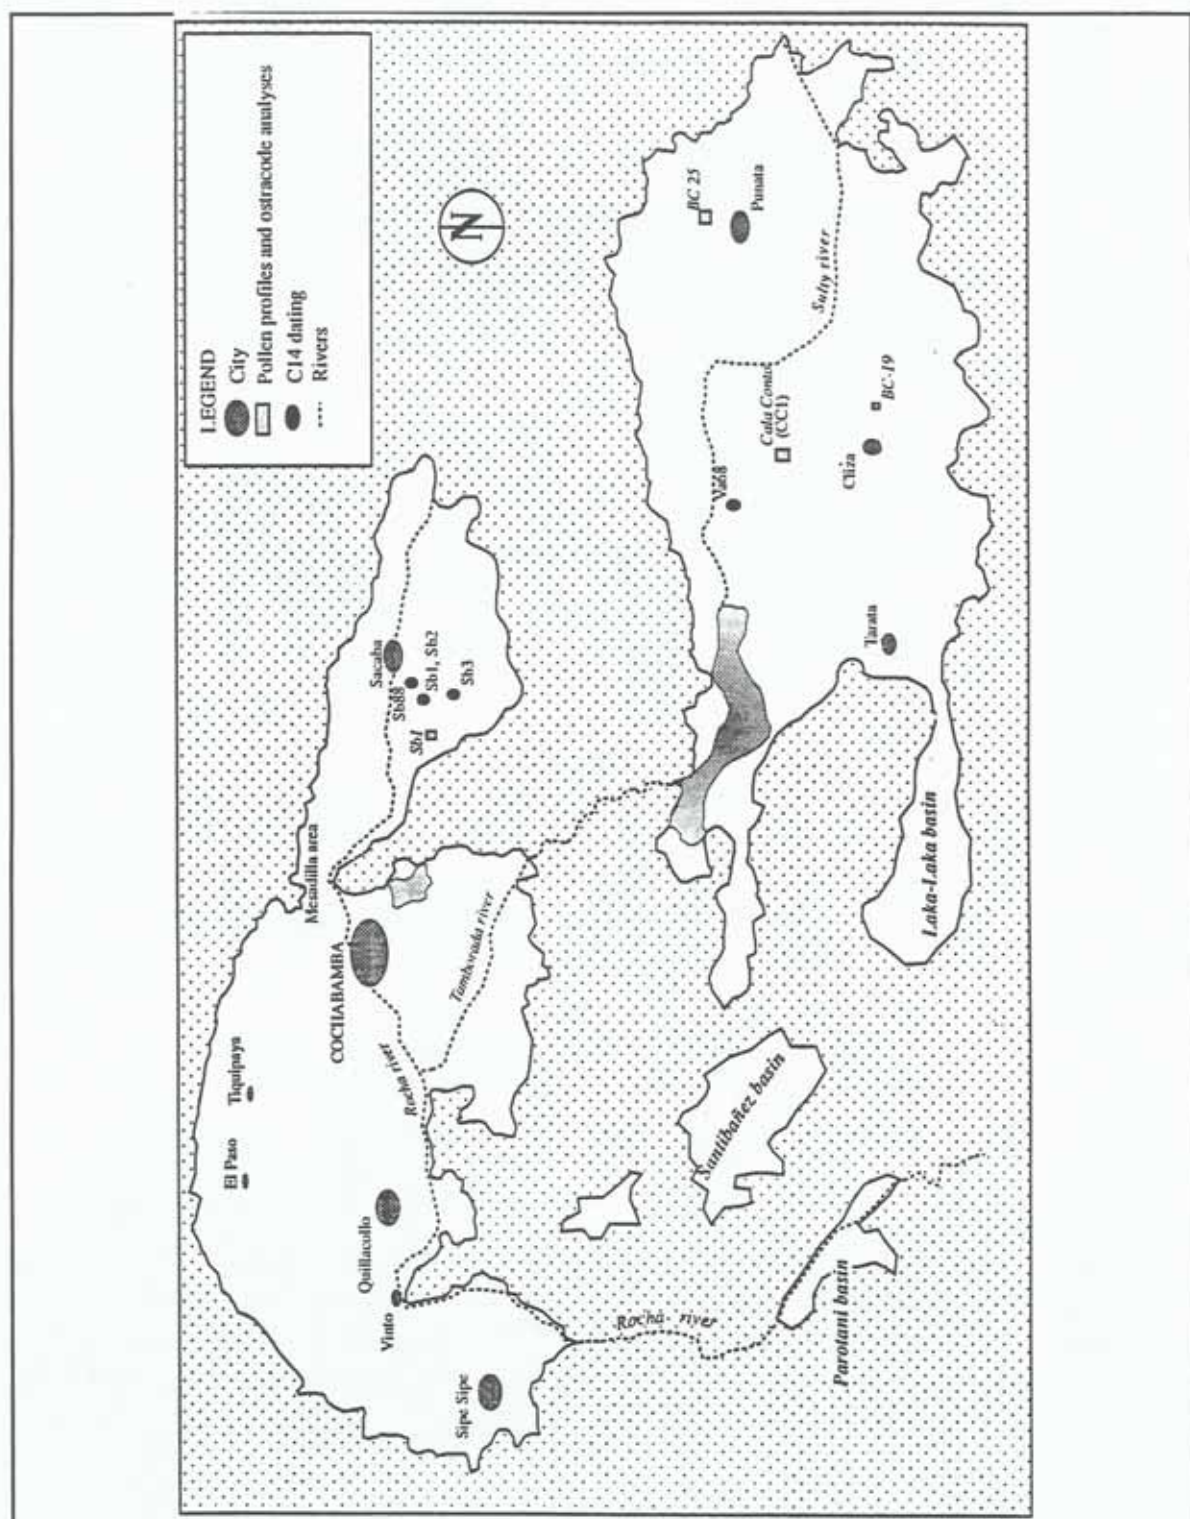 LEGEND
City
Pollen profiles and ostracode analyses
C14 dating
Rivers
N
Mesadilla area
Sacaba
Sb88
Sb1, Sb2
Sb3
Sb1
COCHABAMBA
Tiquipaya
El Paso
Quillacollo
Vinto
Sipe Sipe
Rocha river
Tamborada river
Rocha river
BC 25
Punata
Sulty river
Va68
Cala Conto
(CC1)
BC-19
Cliza
Tarata
Laka-Laka basin
Santibañez basin
Parotani basin